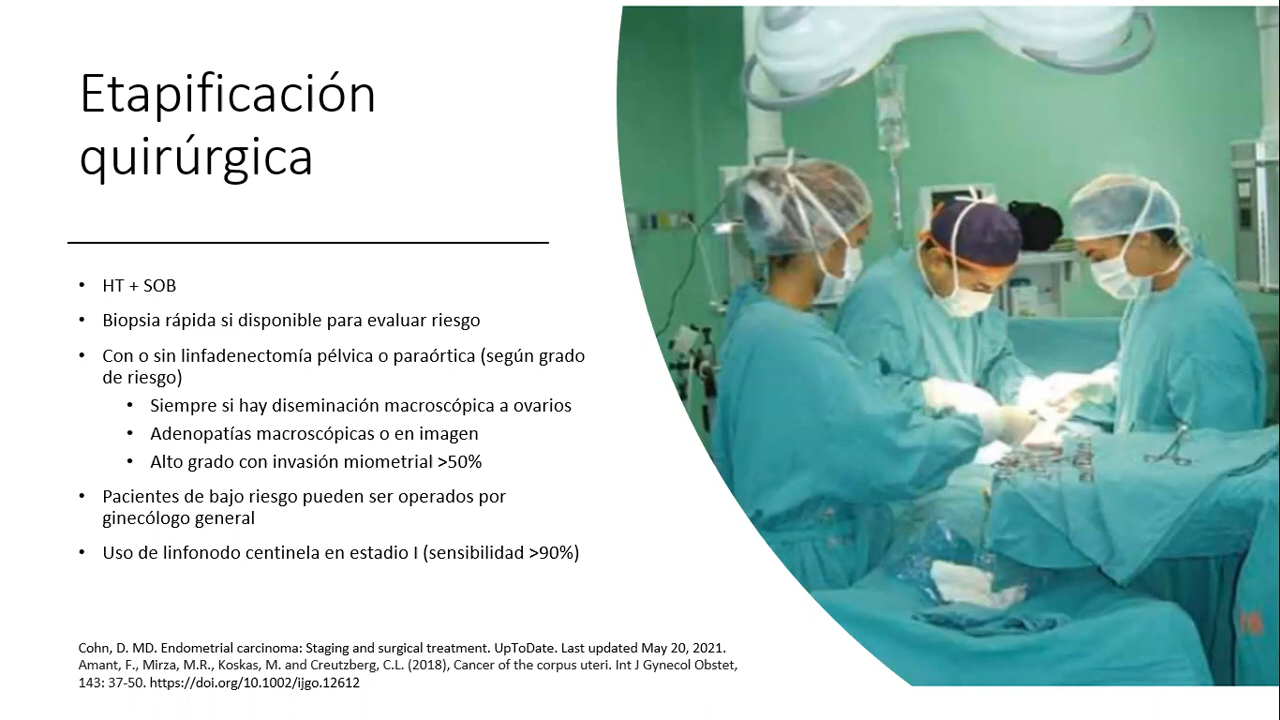 Etapificación
quirúrgica
• HT + SOB
• Biopsia rápida si disponible para evaluar riesgo
• Con o sin linfadenectomía pélvica o paraórtica (según grado
de riesgo)
• Siempre si hay diseminación macroscópica a ovarios
• Adenopatías macroscópicas o en imagen
• Alto grado con invasión miometrial >50%
• Pacientes de bajo riesgo pueden ser operados por
ginecólogo general
• Uso de linfonodo centinela en estadio I (sensibilidad >90%)
Cohn, D. MD. Endometrial carcinoma: Staging and surgical treatment. UpToDate. Last updated May 20, 2021.
Amant, F., Mirza, M.R., Koskas, M. and Creutzberg, C.L. (2018), Cancer of the corpus uteri. Int J Gynecol Obstet,
143: 37-50. https://doi.org/10.1002/ijgo.12612